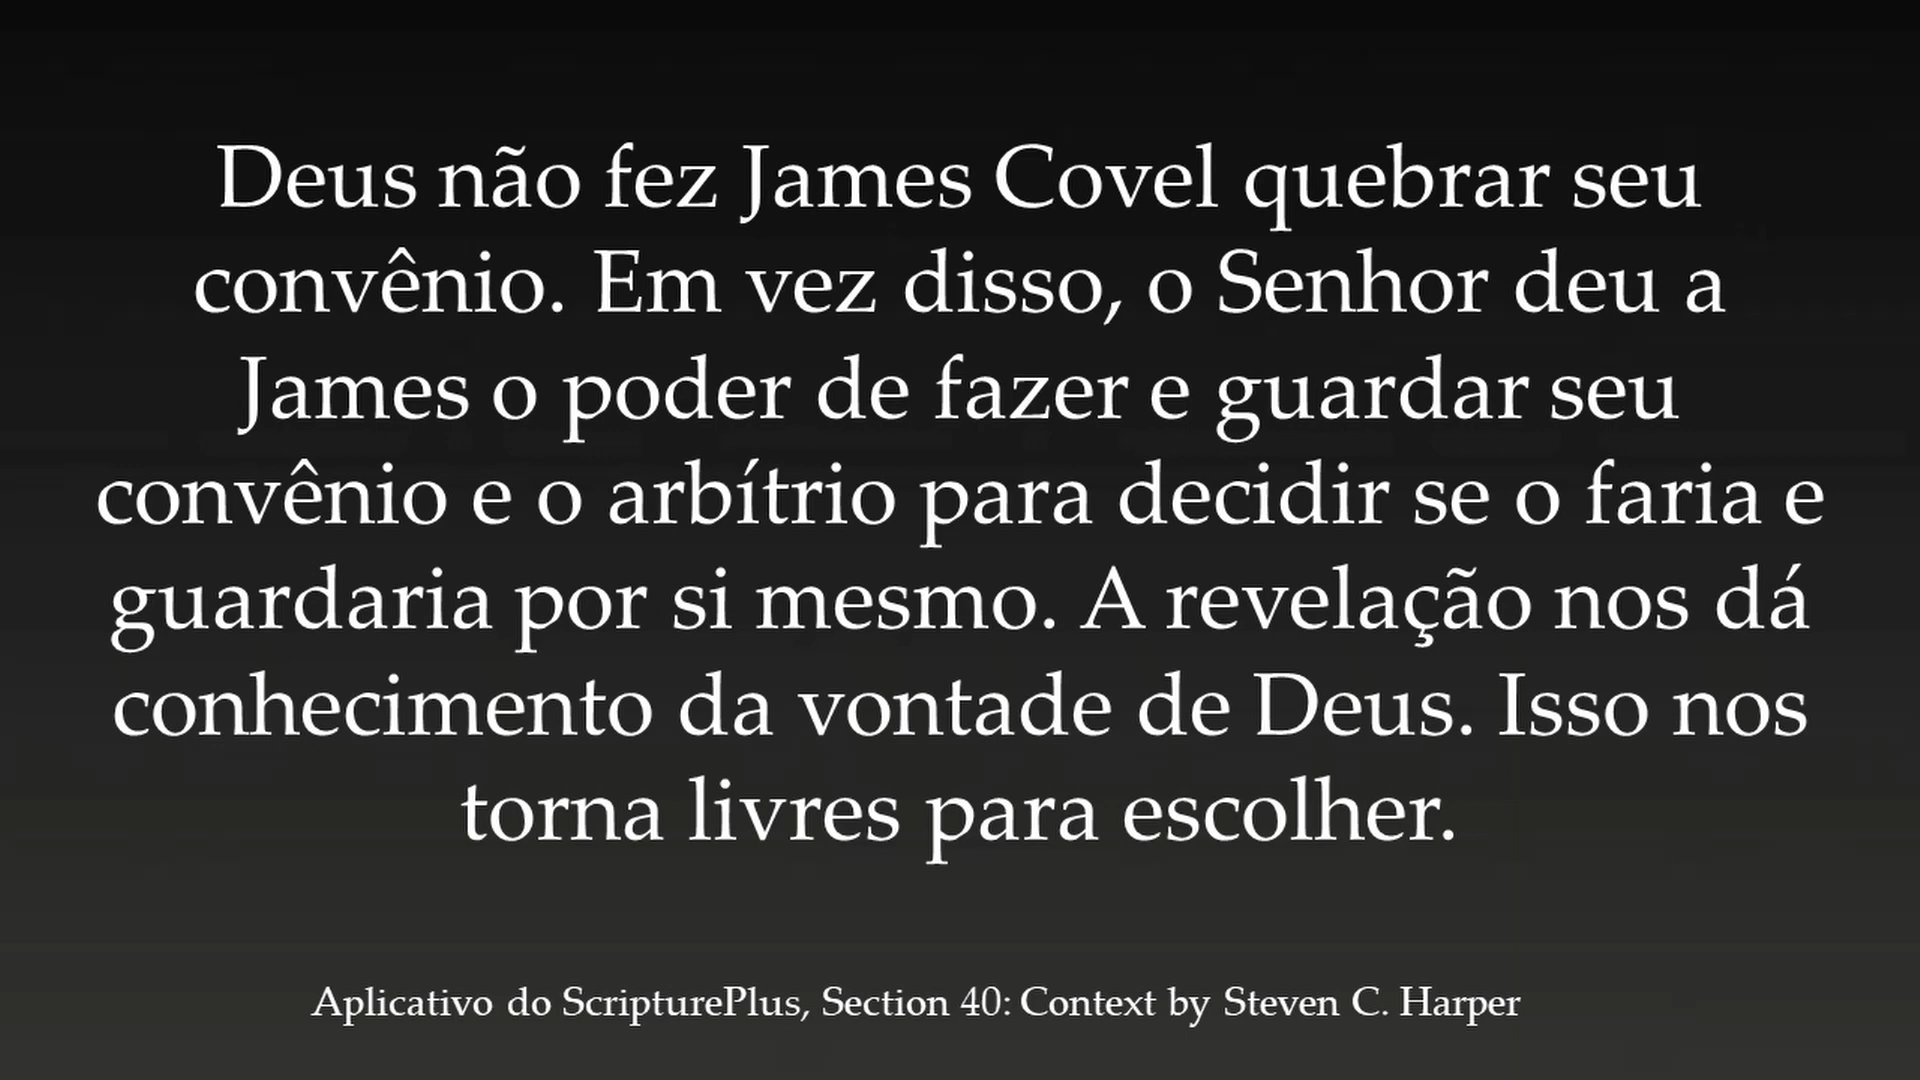 Deus não fez James Covel quebrar seu
convênio. Em vez disso, o Senhor deu a
James o poder de fazer e guardar seu
convênio e o arbítrio para decidir se o faria e
guardaria por si mesmo. A revelação nos dá
conhecimento da vontade de Deus. Isso nos
torna livres para escolher.
Aplicativo do ScripturePlus, Section 40: Context by Steven C. Harper